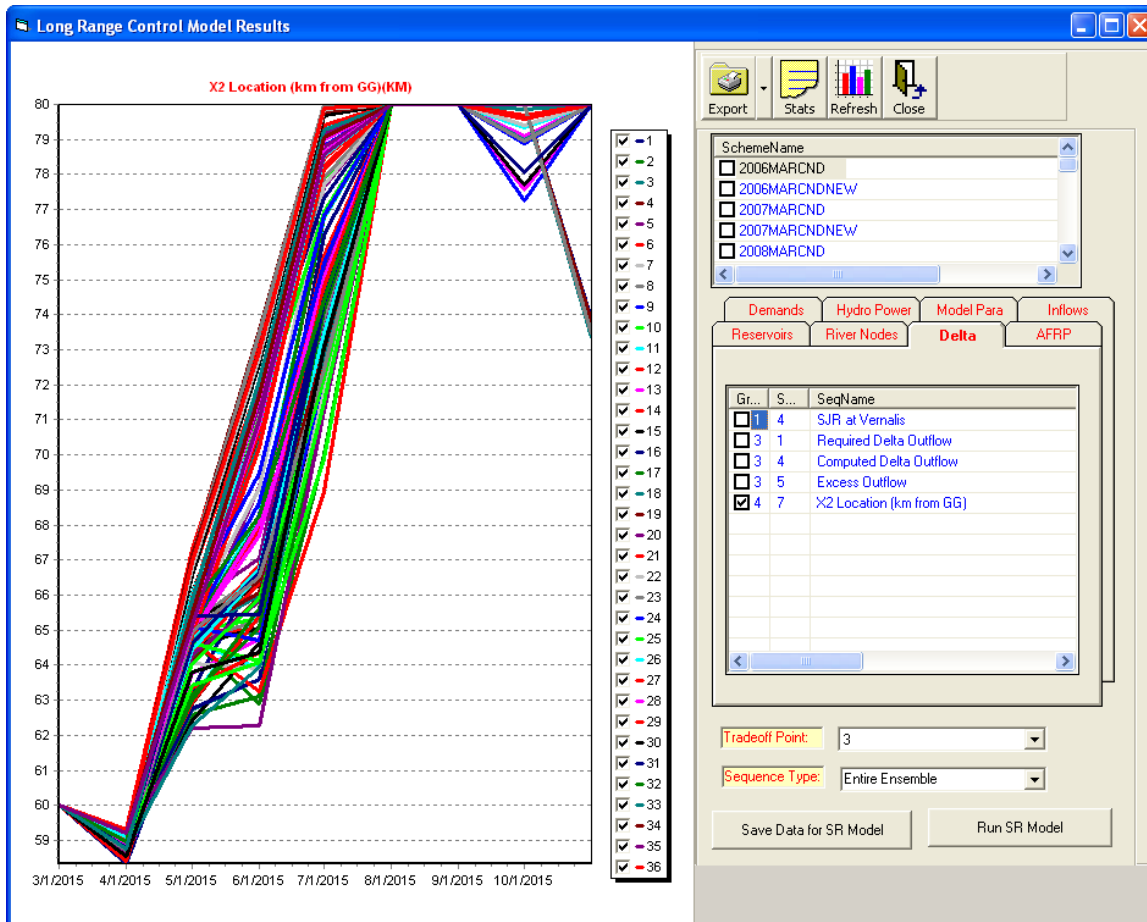 Long Range Control Model Results
X2 Location (km from GG)(KM)
80
79
78
77
76
75
74
73
72
71
70
69
68
67
66
65
64
63
62
61
60
59
3/1/2015 4/1/2015 5/1/2015 6/1/2015 7/1/2015 8/1/2015 9/1/2015 10/1/2015
1
2
3
4
5
6
7
8
9
10
11
12
13
14
15
16
17
18
19
20
21
22
23
24
25
26
27
28
29
30
31
32
33
34
35
36
Export Stats Refresh Close
SchemeName
2006MARCND
2006MARCNDNEW
2007MARCND
2007MARCNDNEW
2008MARCND
Demands Hydro Power Model Para Inflows
Reservoirs River Nodes Delta AFRP
Gr... S... SeqName
1 4 SJR at Vernalis
3 1 Required Delta Outflow
3 4 Computed Delta Outflow
3 5 Excess Outflow
4 7 X2 Location (km from GG)
Tradeoff Point: 3
Sequence Type: Entire Ensemble
Save Data for SR Model Run SR Model